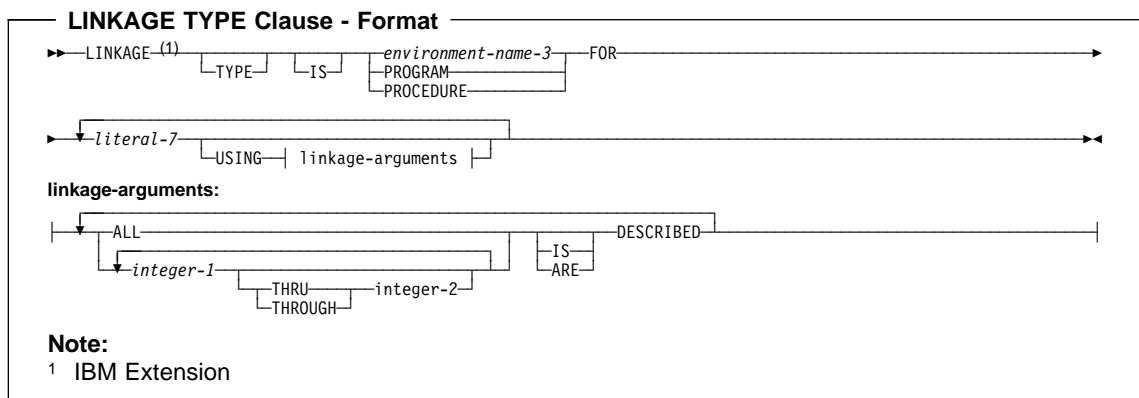 LINKAGE TYPE Clause - Format
LINKAGE (1) environment-name-3 FOR
TYPE IS PROGRAM
PROCEDURE
literal-7
USING linkage-arguments
linkage-arguments:
ALL DESCRIBED
integer-1 IS
THRU integer-2 ARE
THROUGH
Note:
1 IBM Extension